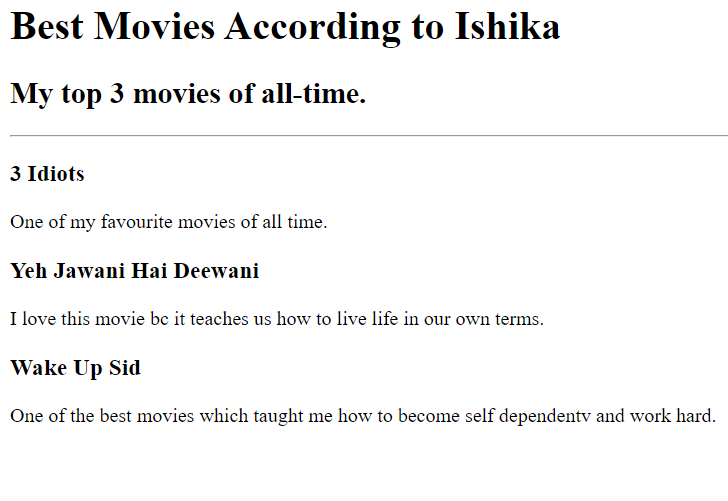 Best Movies According to Ishika
My top 3 movies of all-time.
3 Idiots
One of my favourite movies of all time.
Yeh Jawani Hai Deewani
I love this movie bc it teaches us how to live life in our own terms.
Wake Up Sid
One of the best movies which taught me how to become self dependentv and work hard.